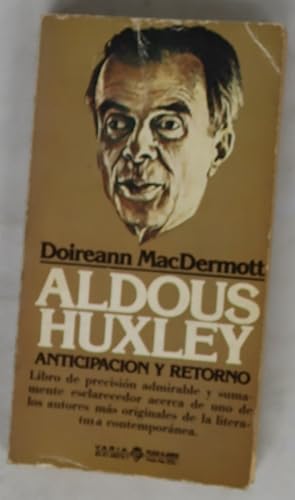 Doireann MacDermott
ALDOUS
HUXLEY
ANTICIPACION Y RETORNO
Libro de precisión admirable y suma-
mente esclarecedor acerca de uno de
los autores más originales de la litera-
tura contemporánea.
VARIA